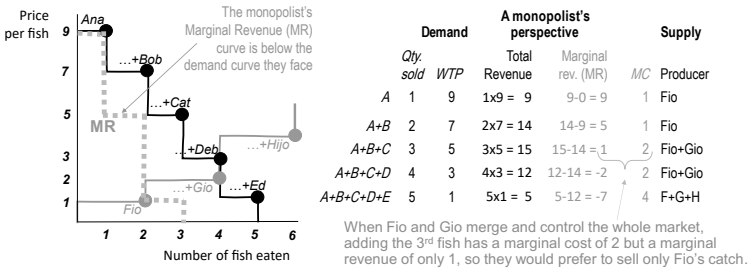 Price
per fish
9
7
5
3
2
1
Ana
...+Bob
...+Cat
...+Deb
...+Ed
MR
Fio
...+Gio
...+Hijo
1 2 3 4 5 6
Number of fish eaten
The monopolist's
Marginal Revenue (MR)
curve is below the
demand curve they face
Demand A monopolist's perspective Supply
Qty. sold WTP Total Revenue Marginal rev. (MR) MC Producer
A 1 9 1x9 = 9 9-0 = 9 1 Fio
A+B 2 7 2x7 = 14 14-9 = 5 1 Fio
A+B+C 3 5 3x5 = 15 15-14 = 1 2 Fio+Gio
A+B+C+D 4 3 4x3 = 12 12-14 = -2 2 Fio+Gio
A+B+C+D+E 5 1 5x1 = 5 5-12 = -7 4 F+G+H
When Fio and Gio merge and control the whole market,
adding the 3rd fish has a marginal cost of 2 but a marginal
revenue of only 1, so they would prefer to sell only Fio's catch.